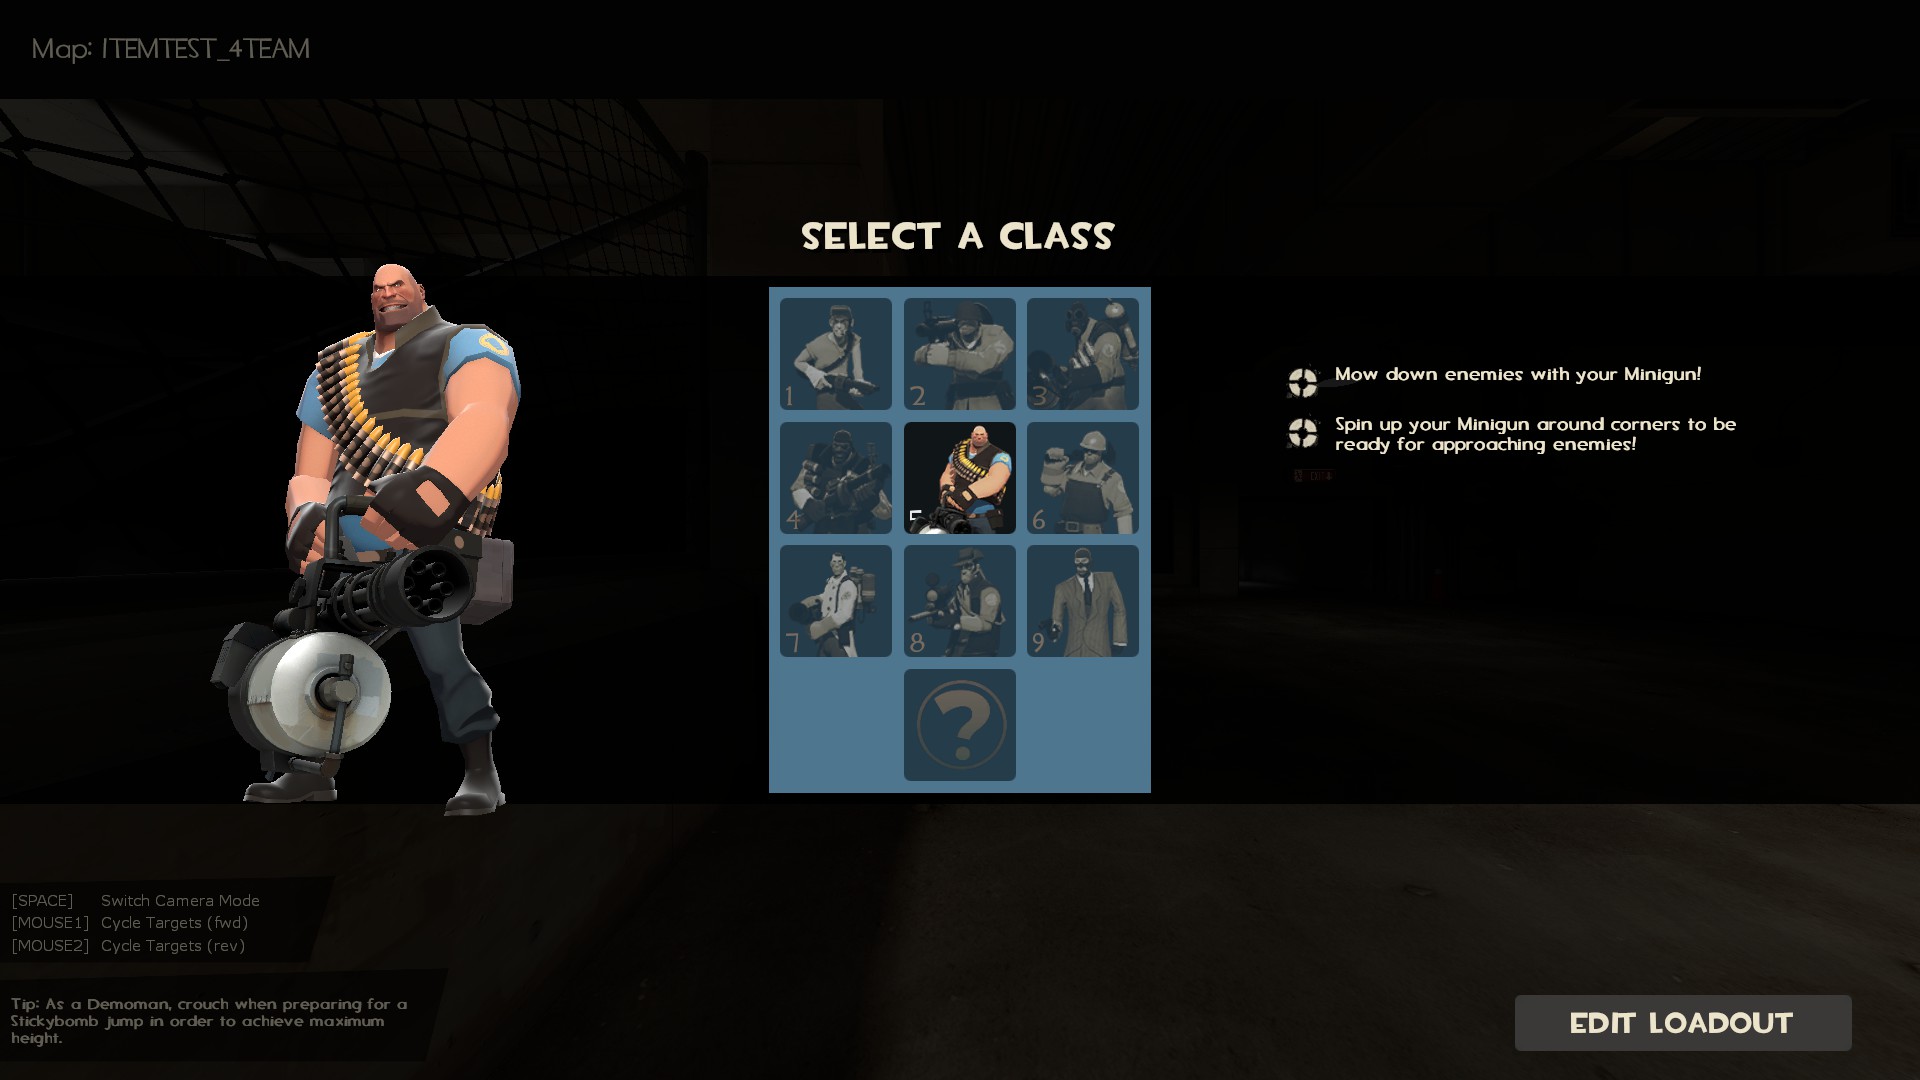 Map: ITEMTEST_4TEAM
SELECT A CLASS
1
2
3
4
5
6
7
8
9
?
Mow down enemies with your Minigun!
Spin up your Minigun around corners to be
ready for approaching enemies!
[SPACE] Switch Camera Mode
[MOUSE1] Cycle Targets (fwd)
[MOUSE2] Cycle Targets (rev)
Tip: As a Demoman, crouch when preparing for a
Stickybomb jump in order to achieve maximum
height.
EDIT LOADOUT